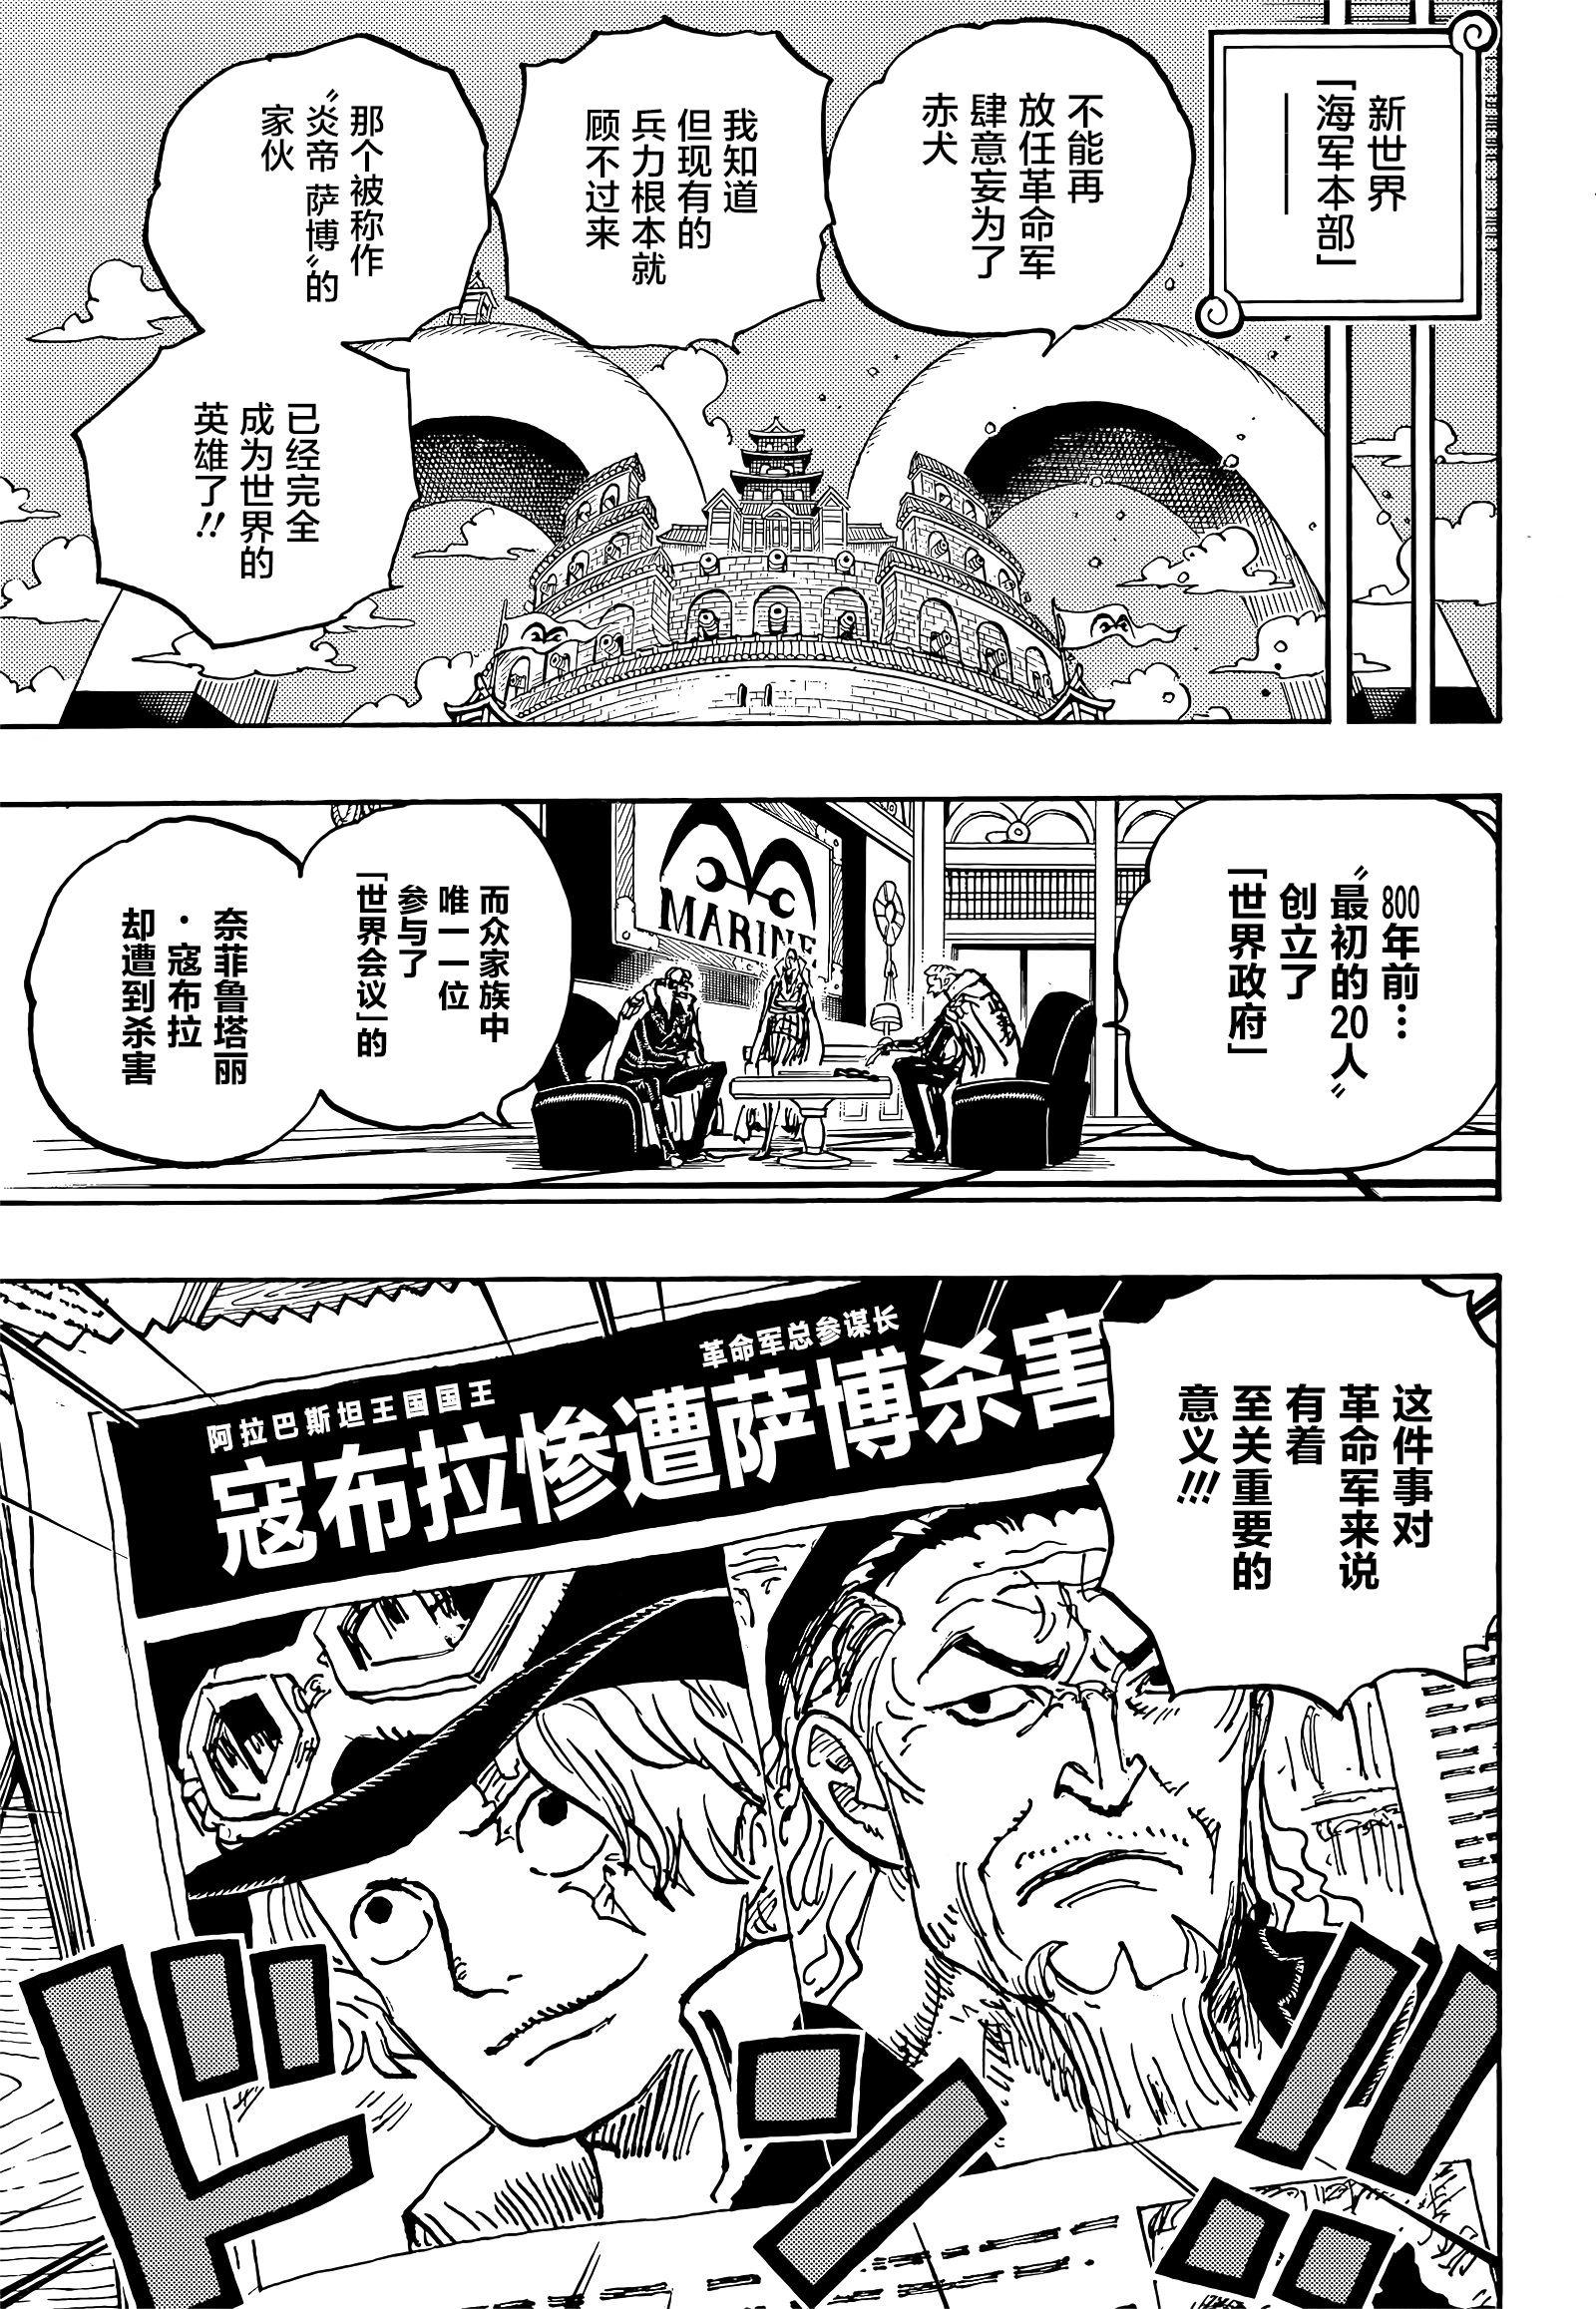 新世界
「海军本部」
——
不能再
放任革命军
肆意妄为了
赤犬
我知道
但现有的
兵力根本就
顾不过来
那个被称作
“炎帝 萨博”的
家伙
已经完全
成为世界的
英雄了!!
800年前…
“最初的20人”
创立了
「世界政府」
MARINE
而众家族中
唯一一位
参与了
「世界会议」的
奈菲鲁塔丽
·寇布拉
却遭到杀害
这件事对
革命军来说
有着
至关重要的
意义!!!
革命军总参谋长
阿拉巴斯坦王国国王
寇布拉惨遭萨博杀害
ドドン